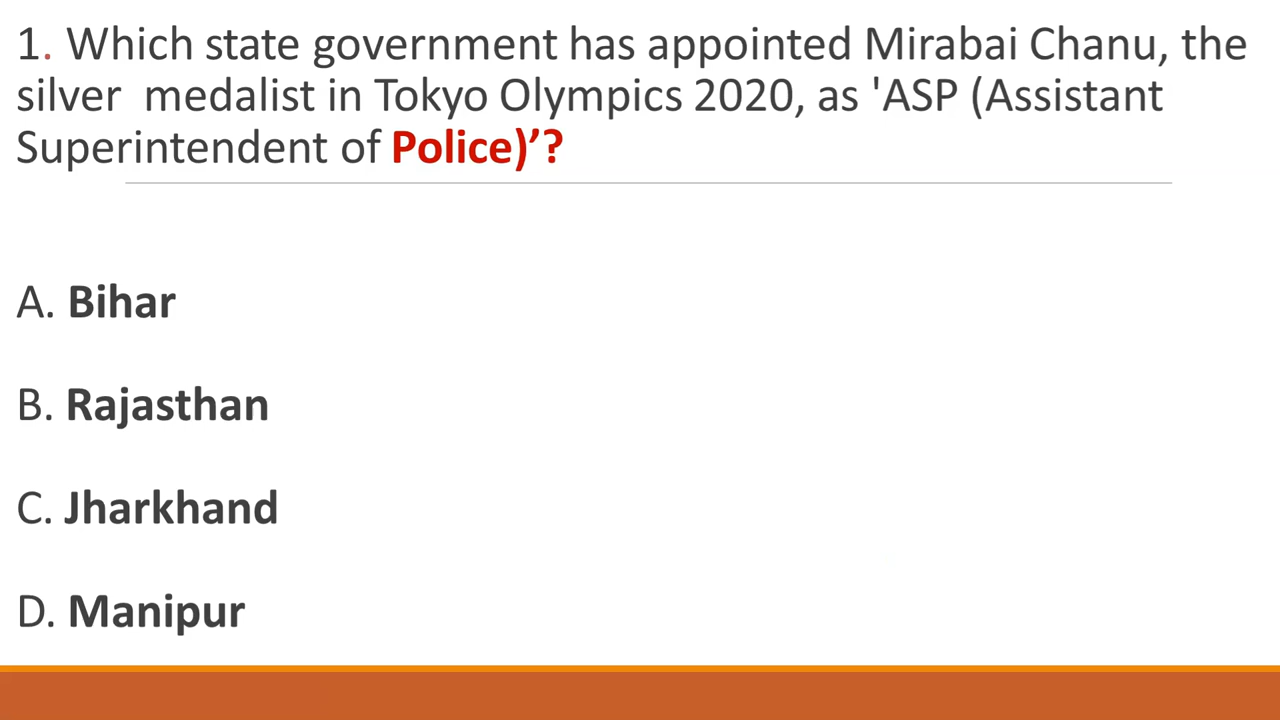 1. Which state government has appointed Mirabai Chanu, the
silver  medalist in Tokyo Olympics 2020, as 'ASP (Assistant
Superintendent of Police)’?
A. Bihar
B. Rajasthan
C. Jharkhand
D. Manipur